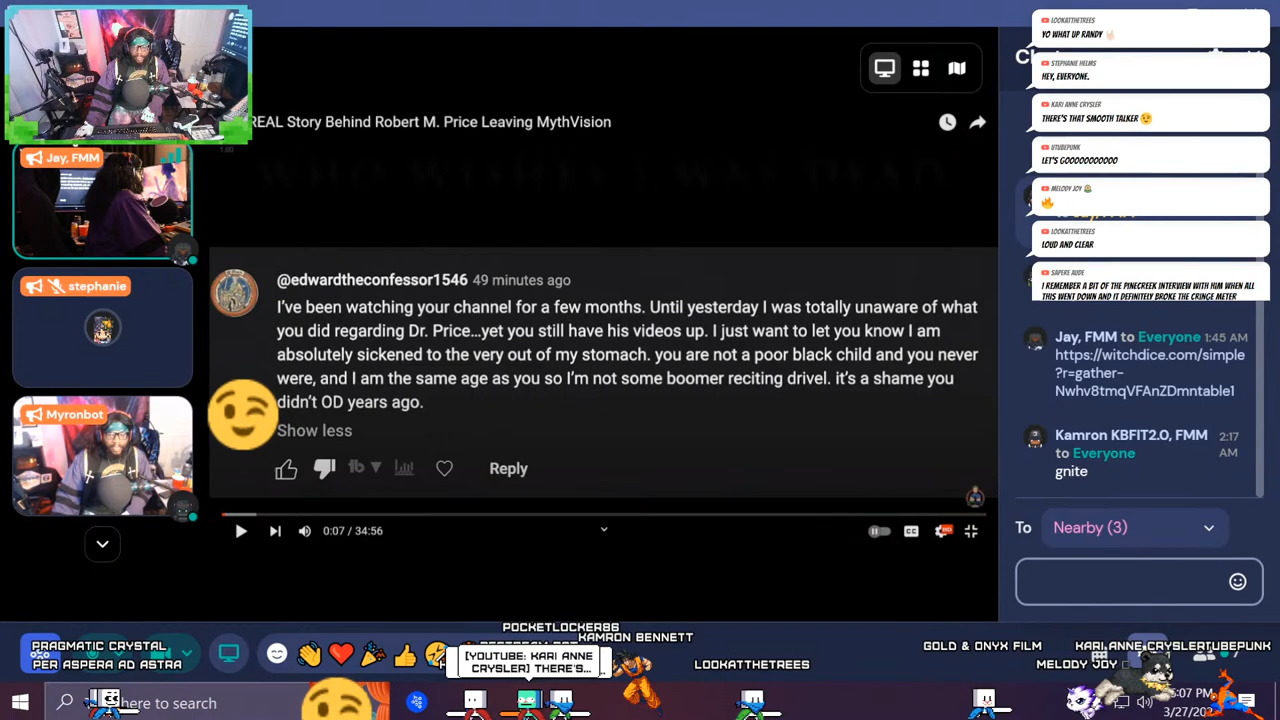 LOOKATTHETREES
YO WHAT UP RANDY
STEPHANIE HELMS
HEY, EVERYONE.
KARI ANNE CRYSLER
THERE'S THAT SMOOTH TALKER
UTUBEPUNK
LET'S GOOOOOOOOOO
MELODY JOY
LOOKATTHETREES
LOUD AND CLEAR
SAPERE AUDE
I REMEMBER A BIT OF THE PINECREEK INTERVIEW WITH HIM WHEN ALL
THIS WENT DOWN AND IT DEFINITELY BROKE THE CRINGE METER
REAL Story Behind Robert M. Price Leaving MythVision
Jay, FMM
stephanie
Myronbot
@edwardtheprofessor1546 49 minutes ago
I've been watching your channel for a few months. Until yesterday I was totally unaware of what
you did regarding Dr. Price...yet you still have his videos up. I just want to let you know I am
absolutely sickened to the very out of my stomach. you are not a poor black child and you never
were, and I am the same age as you so I'm not some boomer reciting drivel. it's a shame you
didn't OD years ago.
Show less
Reply
0:07 / 34:56
CC
HD
Jay, FMM to Everyone 1:45 AM
https://witchdice.com/simple
?r=gather-
Nwhv8tmqVFAnZDmntable1
Kamron KBFIT2.0, FMM 2:17
to Everyone AM
gnite
To Nearby (3)
POCKETLOCKER86
KAMRON BENNETT
PRAGMATIC CRYSTAL
PER ASPERA AD ASTRA
[YOUTUBE: KARI ANNE
CRYSLER] THERE'S...
LOOKATTHETREES
GOLD & ONYX FILM
KARI ANNE CRYSLER
UTUBEPUNK
MELODY JOY
here to search
:07 PM
3/27/